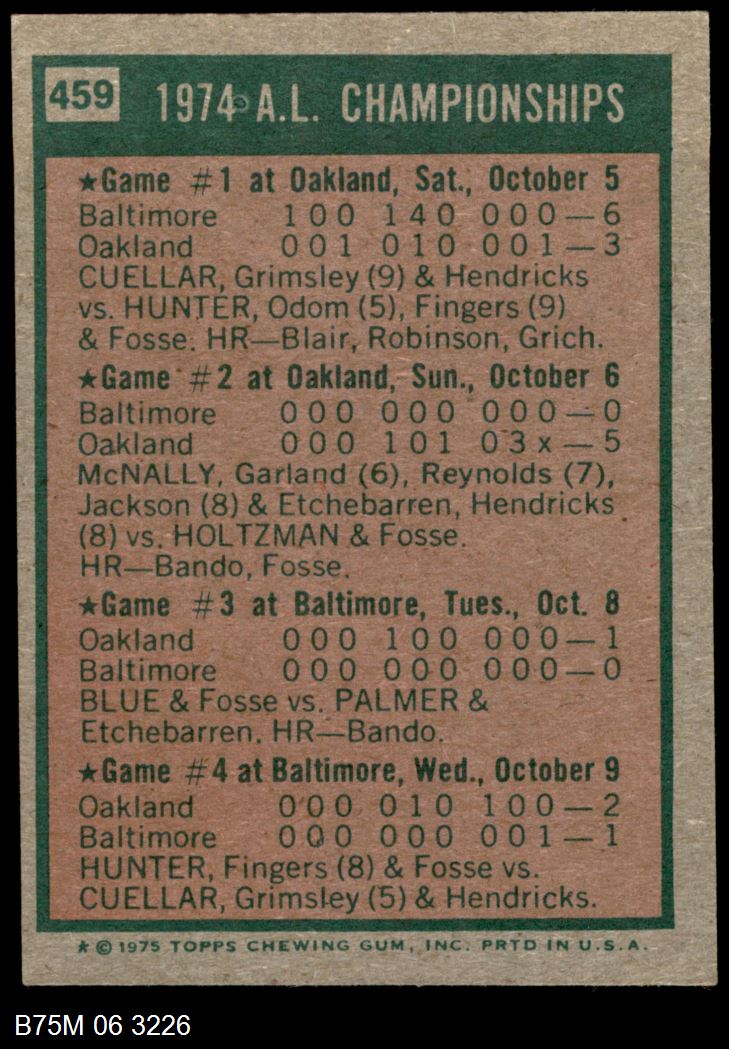 459 1974 A.L. CHAMPIONSHIPS
★Game #1 at Oakland, Sat., October 5
Baltimore 100 140 000—6
Oakland 001 010 001—3
CUELLAR, Grimsley (9) & Hendricks
vs. HUNTER, Odom (5), Fingers (9)
& Fosse. HR—Blair, Robinson, Grich.
★Game #2 at Oakland, Sun., October 6
Baltimore 000 000 000—0
Oakland 000 101 03x—5
McNALLY, Garland (6), Reynolds (7),
Jackson (8) & Etchebarren, Hendricks
(8) vs. HOLTZMAN & Fosse.
HR—Bando, Fosse.
★Game #3 at Baltimore, Tues., Oct. 8
Oakland 000 100 000—1
Baltimore 000 000 000—0
BLUE & Fosse vs. PALMER &
Etchebarren. HR—Bando.
★Game #4 at Baltimore, Wed., October 9
Oakland 000 010 100—2
Baltimore 000 000 001—1
HUNTER, Fingers (8) & Fosse vs.
CUELLAR, Grimsley (5) & Hendricks.
★ © 1975 TOPPS CHEWING GUM, INC. PRTD IN U.S.A.
B75M 06 3226